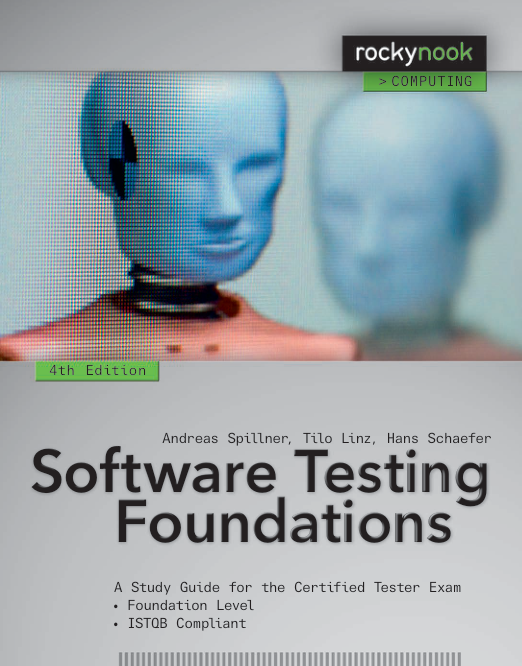 rockynook
> COMPUTING
4th Edition
Andreas Spillner, Tilo Linz, Hans Schaefer
Software Testing
Foundations
A Study Guide for the Certified Tester Exam
• Foundation Level
• ISTQB Compliant